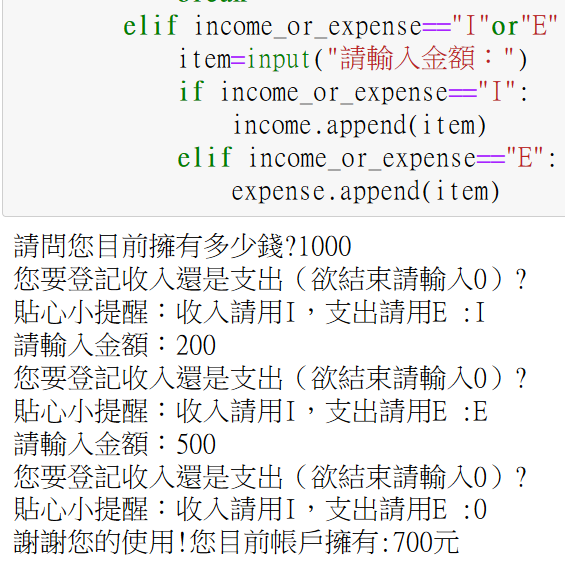 break
elif income_or_expense=="I"or"E"
item=input("請輸入金額：")
if income_or_expense=="I":
income.append(item)
elif income_or_expense=="E":
expense.append(item)
請問您目前擁有多少錢?1000
您要登記收入還是支出（欲結束請輸入0）?
貼心小提醒：收入請用I，支出請用E :I
請輸入金額：200
您要登記收入還是支出（欲結束請輸入0）?
貼心小提醒：收入請用I，支出請用E :E
請輸入金額：500
您要登記收入還是支出（欲結束請輸入0）?
貼心小提醒：收入請用I，支出請用E :0
謝謝您的使用!您目前帳戶擁有:700元